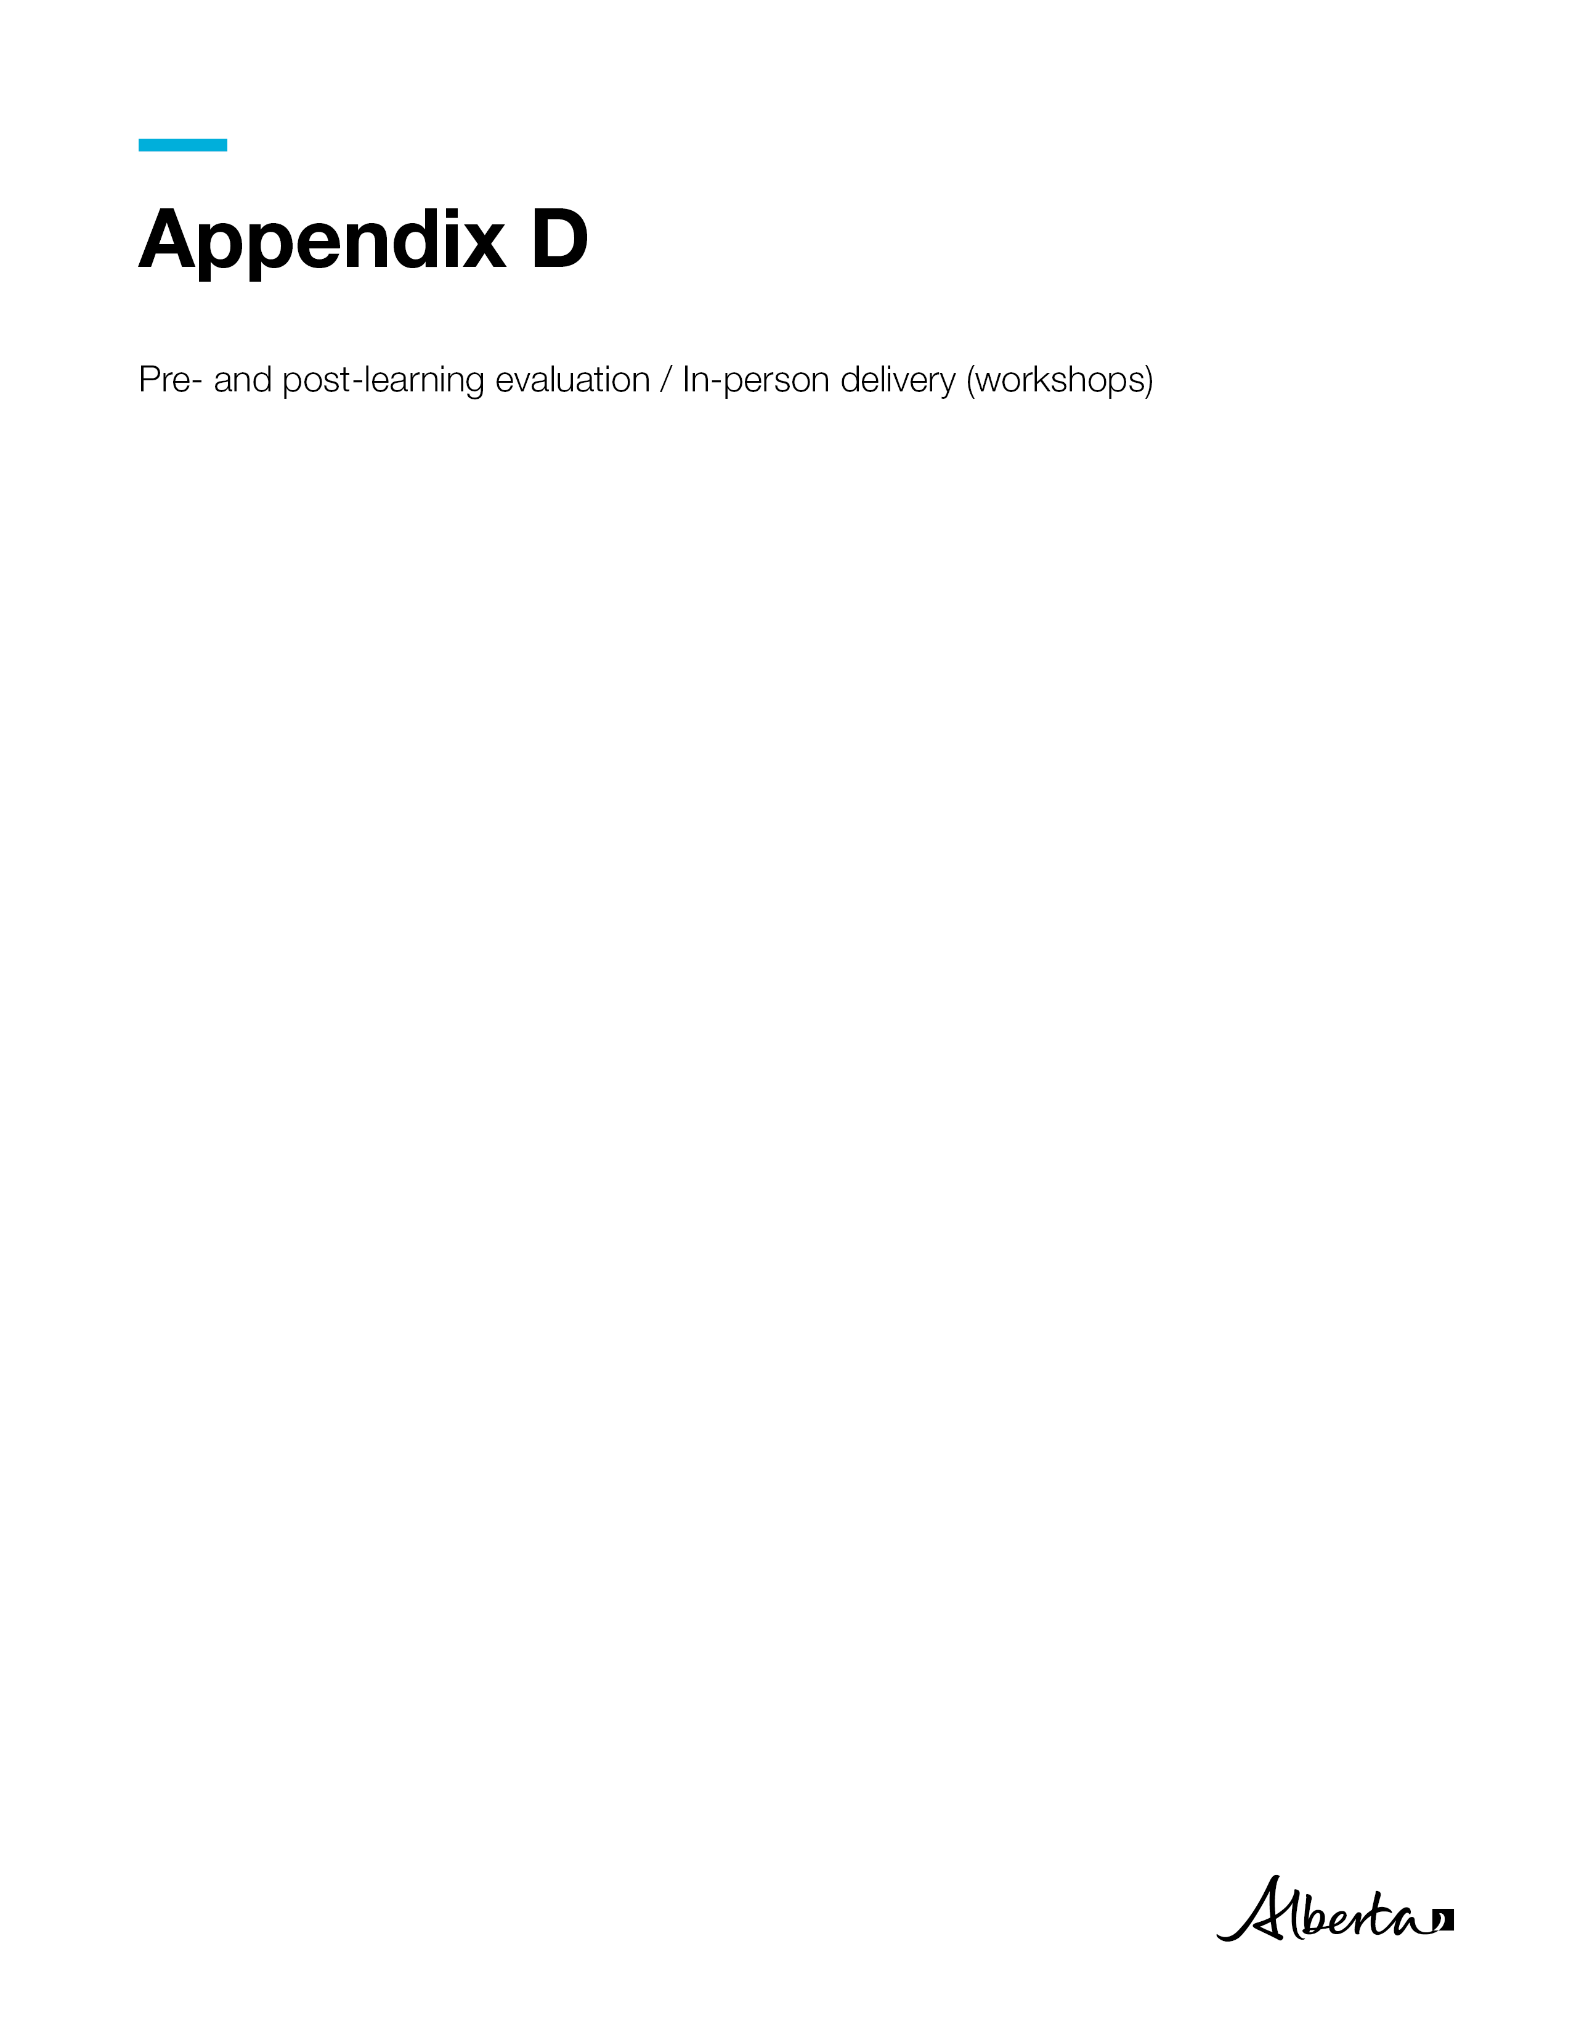 Appendix D
Pre- and post-learning evaluation / In-person delivery (workshops)
Alberta